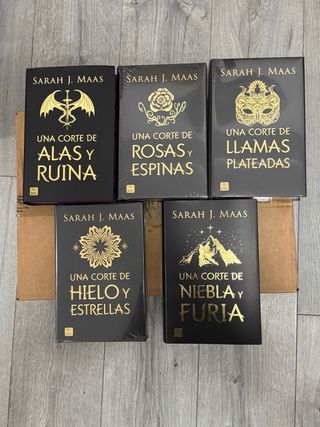 SARAH J. MAAS
UNA CORTE DE
ALAS Y
RUINA
SARAH J. MAAS
UNA CORTE DE
ROSAS Y
ESPINAS
SARAH J. MAAS
UNA CORTE DE
LLAMAS
PLATEADAS
SARAH J. MAAS
UNA CORTE DE
HIELO Y
ESTRELLAS
SARAH J. MAAS
UNA CORTE DE
NIEBLA Y
FURIA